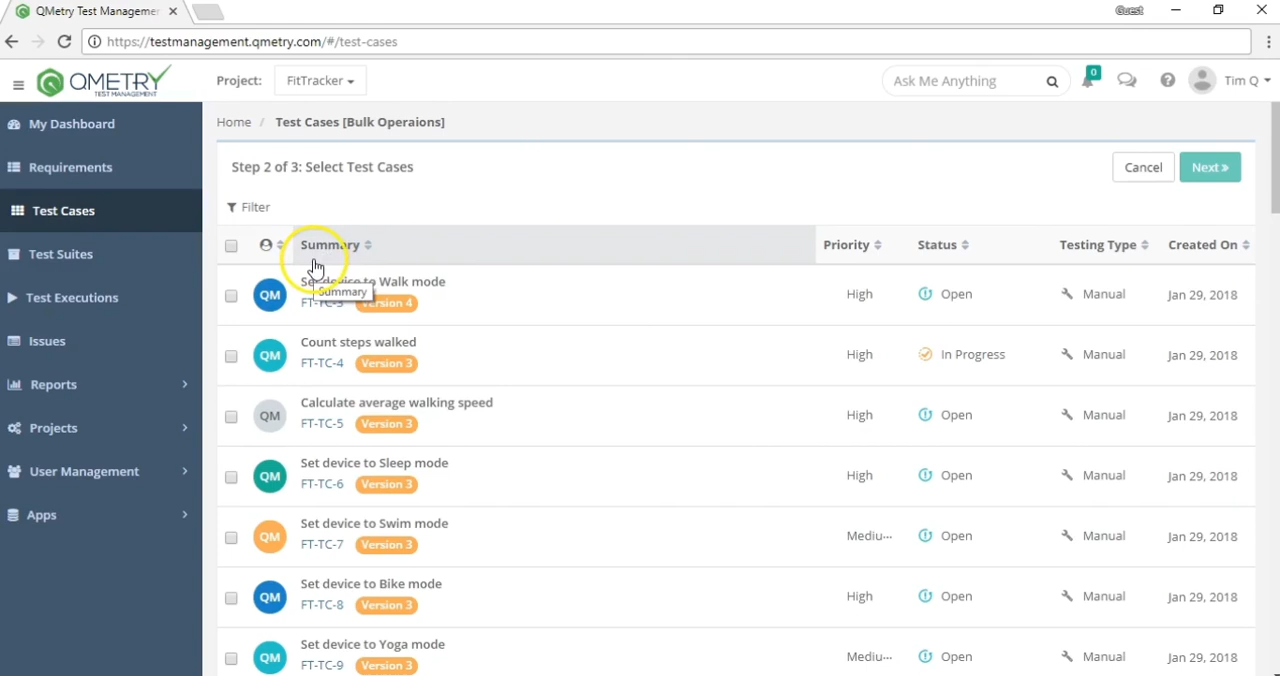 QMetry Test Managemer
Guest
https://testmanagement.qmetry.com/#/test-cases
QMETRY
TEST MANAGEMENT
Project: FitTracker
Ask Me Anything
0
Tim Q
My Dashboard
Requirements
Test Cases
Test Suites
Test Executions
Issues
Reports
Projects
User Management
Apps
Home / Test Cases [Bulk Operaions]
Step 2 of 3: Select Test Cases
Cancel
Next »
Filter
Summary Priority Status Testing Type Created On
QM Set device to Walk mode
FT-TC-3 Version 4 High Open Manual Jan 29, 2018
Summary
QM Count steps walked
FT-TC-4 Version 3 High In Progress Manual Jan 29, 2018
QM Calculate average walking speed
FT-TC-5 Version 3 High Open Manual Jan 29, 2018
QM Set device to Sleep mode
FT-TC-6 Version 3 High Open Manual Jan 29, 2018
QM Set device to Swim mode
FT-TC-7 Version 3 Mediu... Open Manual Jan 29, 2018
QM Set device to Bike mode
FT-TC-8 Version 3 High Open Manual Jan 29, 2018
QM Set device to Yoga mode
FT-TC-9 Version 3 Mediu... Open Manual Jan 29, 2018